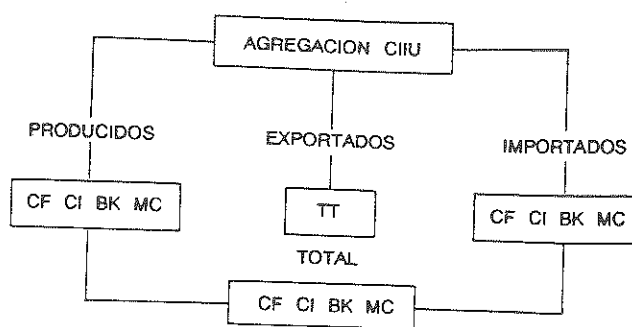 AGREGACION CIIU
PRODUCIDOS
EXPORTADOS
IMPORTADOS
CF CI BK MC
TT
CF CI BK MC
TOTAL
CF CI BK MC